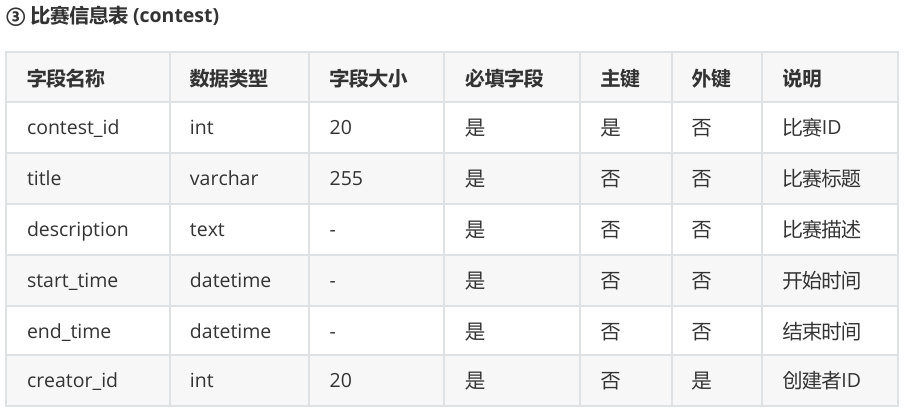 ③ 比赛信息表 (contest)
字段名称 数据类型 字段大小 必填字段 主键 外键 说明
contest_id int 20 是 是 否 比赛ID
title varchar 255 是 否 否 比赛标题
description text - 是 否 否 比赛描述
start_time datetime - 是 否 否 开始时间
end_time datetime - 是 否 否 结束时间
creator_id int 20 是 否 是 创建者ID